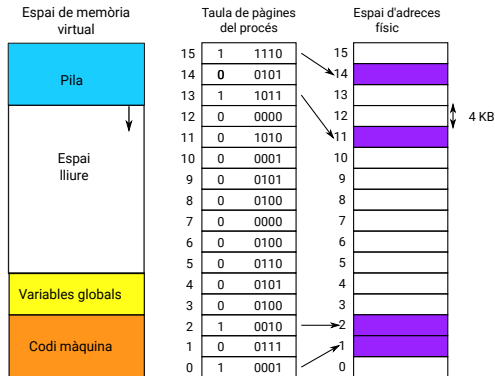 Espai de memòria
virtual
Pila
Espai
lliure
Variables globals
Codi màquina
Taula de pàgines
del procés
15 1 1110
14 0 0101
13 1 1011
12 0 0000
11 0 1010
10 0 0001
9 0 0101
8 0 0100
7 0 0000
6 0 0100
5 0 0110
4 0 0101
3 0 0100
2 1 0010
1 0 0111
0 1 0001
Espai d'adreces
físic
15
14
13
12
11
10
9
8
7
6
5
4
3
2
1
0
4 KB